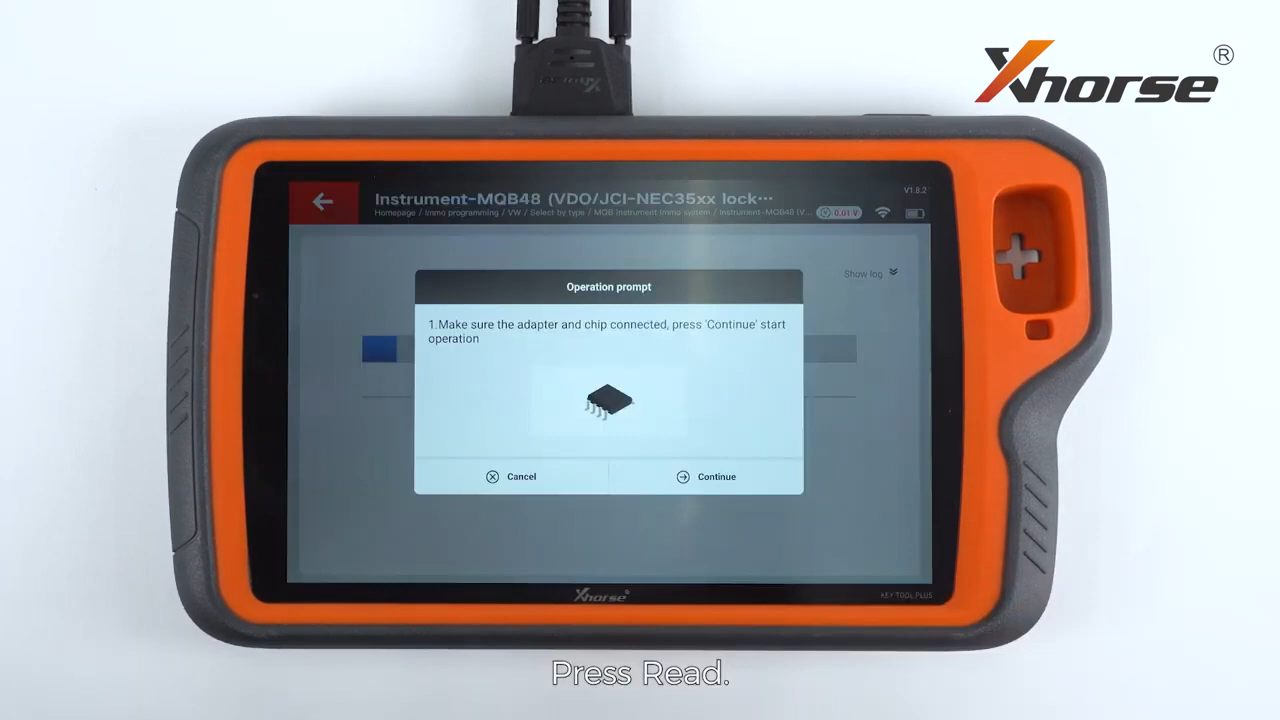 Xhorse®
Instrument-MQB48 (VDO/JCI-NEC35xx lock···
V1.8.2
Homepage / Immo programming / VW / Select by type / MQB instrument immo system / Instrument-MQB48 (V...
0.01 V
Show log
Operation prompt
1.Make sure the adapter and chip connected, press 'Continue' start
operation
Cancel
Continue
Xhorse®
KEY TOOL PLUS
Press Read.